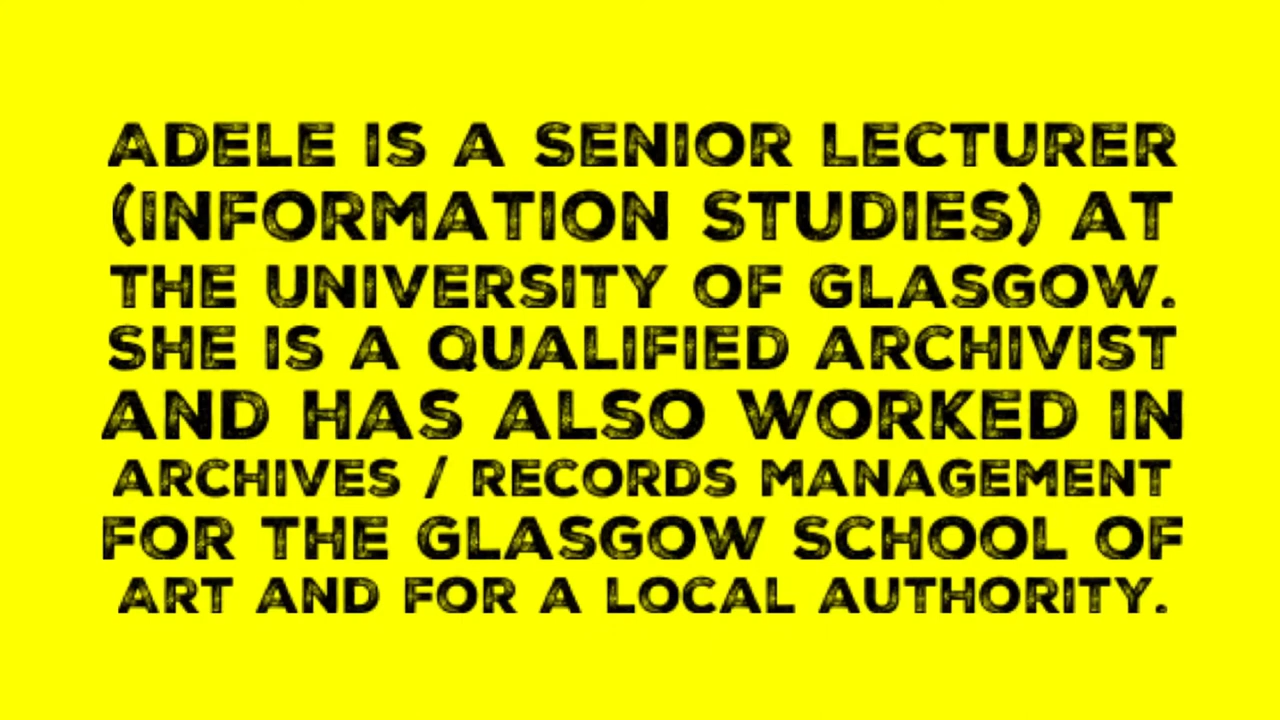 ADELE IS A SENIOR LECTURER
(INFORMATION STUDIES) AT
THE UNIVERSITY OF GLASGOW.
SHE IS A QUALIFIED ARCHIVIST
AND HAS ALSO WORKED IN
ARCHIVES / RECORDS MANAGEMENT
FOR THE GLASGOW SCHOOL OF
ART AND FOR A LOCAL AUTHORITY.